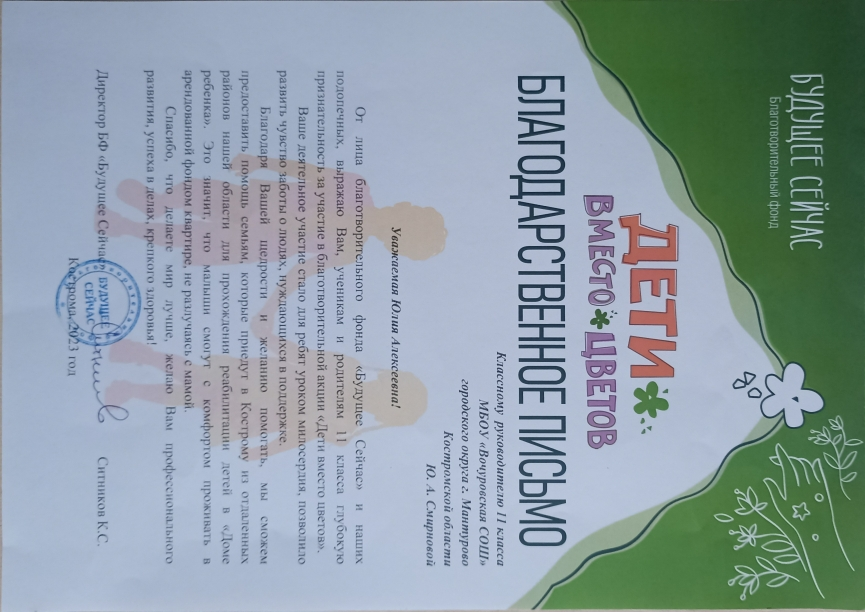 БУДУЩЕЕ СЕЙЧАС
Благотворительный фонд
ДЕТИ
ВМЕСТО ЦВЕТОВ
БЛАГОДАРСТВЕННОЕ ПИСЬМО
Классному руководителю 11 класса
МБОУ «Вочуровская СОШ»
городского округа г. Мантурово
Костромской области
Ю. А. Смирновой
Уважаемая Юлия Алексеевна!
От лица благотворительного фонда «Будущее Сейчас» и наших
подопечных, выражаю Вам, ученикам и родителям 11 класса глубокую
признательность за участие в благотворительной акции «Дети вместо цветов».
Ваше деятельное участие стало для ребят уроком милосердия, позволило
развить чувство заботы о людях, нуждающихся в поддержке.
Благодаря Вашей щедрости и желанию помогать, мы сможем
предоставить помощь семьям, которые приедут в Кострому из отдаленных
районов нашей области для прохождения реабилитации детей в «Доме
ребенка». Это значит, что малыши смогут с комфортом проживать в
арендованной фондом квартире, не разлучаясь с мамой.
Спасибо, что делаете мир лучше, желаю Вам профессионального
развития, успеха в делах, крепкого здоровья!
Директор БФ «Будущее Сейчас» Ситников К.С.
БУДУЩЕЕ
СЕЙЧАС
Кострома, 2023 год